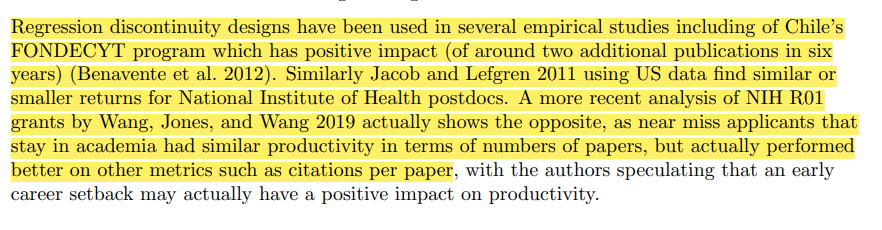 Regression discontinuity designs have been used in several empirical studies including of Chile's
FONDECYT program which has positive impact (of around two additional publications in six
years) (Benavente et al. 2012). Similarly Jacob and Lefgren 2011 using US data find similar or
smaller returns for National Institute of Health postdocs. A more recent analysis of NIH R01
grants by Wang, Jones, and Wang 2019 actually shows the opposite, as near miss applicants that
stay in academia had similar productivity in terms of numbers of papers, but actually performed
better on other metrics such as citations per paper, with the authors speculating that an early
career setback may actually have a positive impact on productivity.